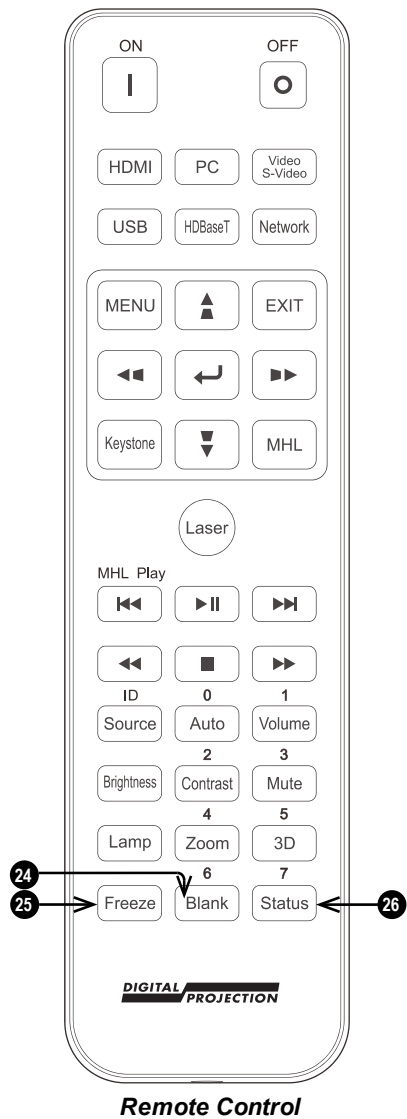 ON OFF
I O
HDMI PC Video S-Video
USB HDBaseT Network
MENU EXIT
Keystone MHL
Laser
MHL Play
ID 0 1
Source Auto Volume
2 3
Brightness Contrast Mute
4 5
Lamp Zoom 3D
24 6 7
25 Freeze Blank Status 26
DIGITAL
PROJECTION
Remote Control